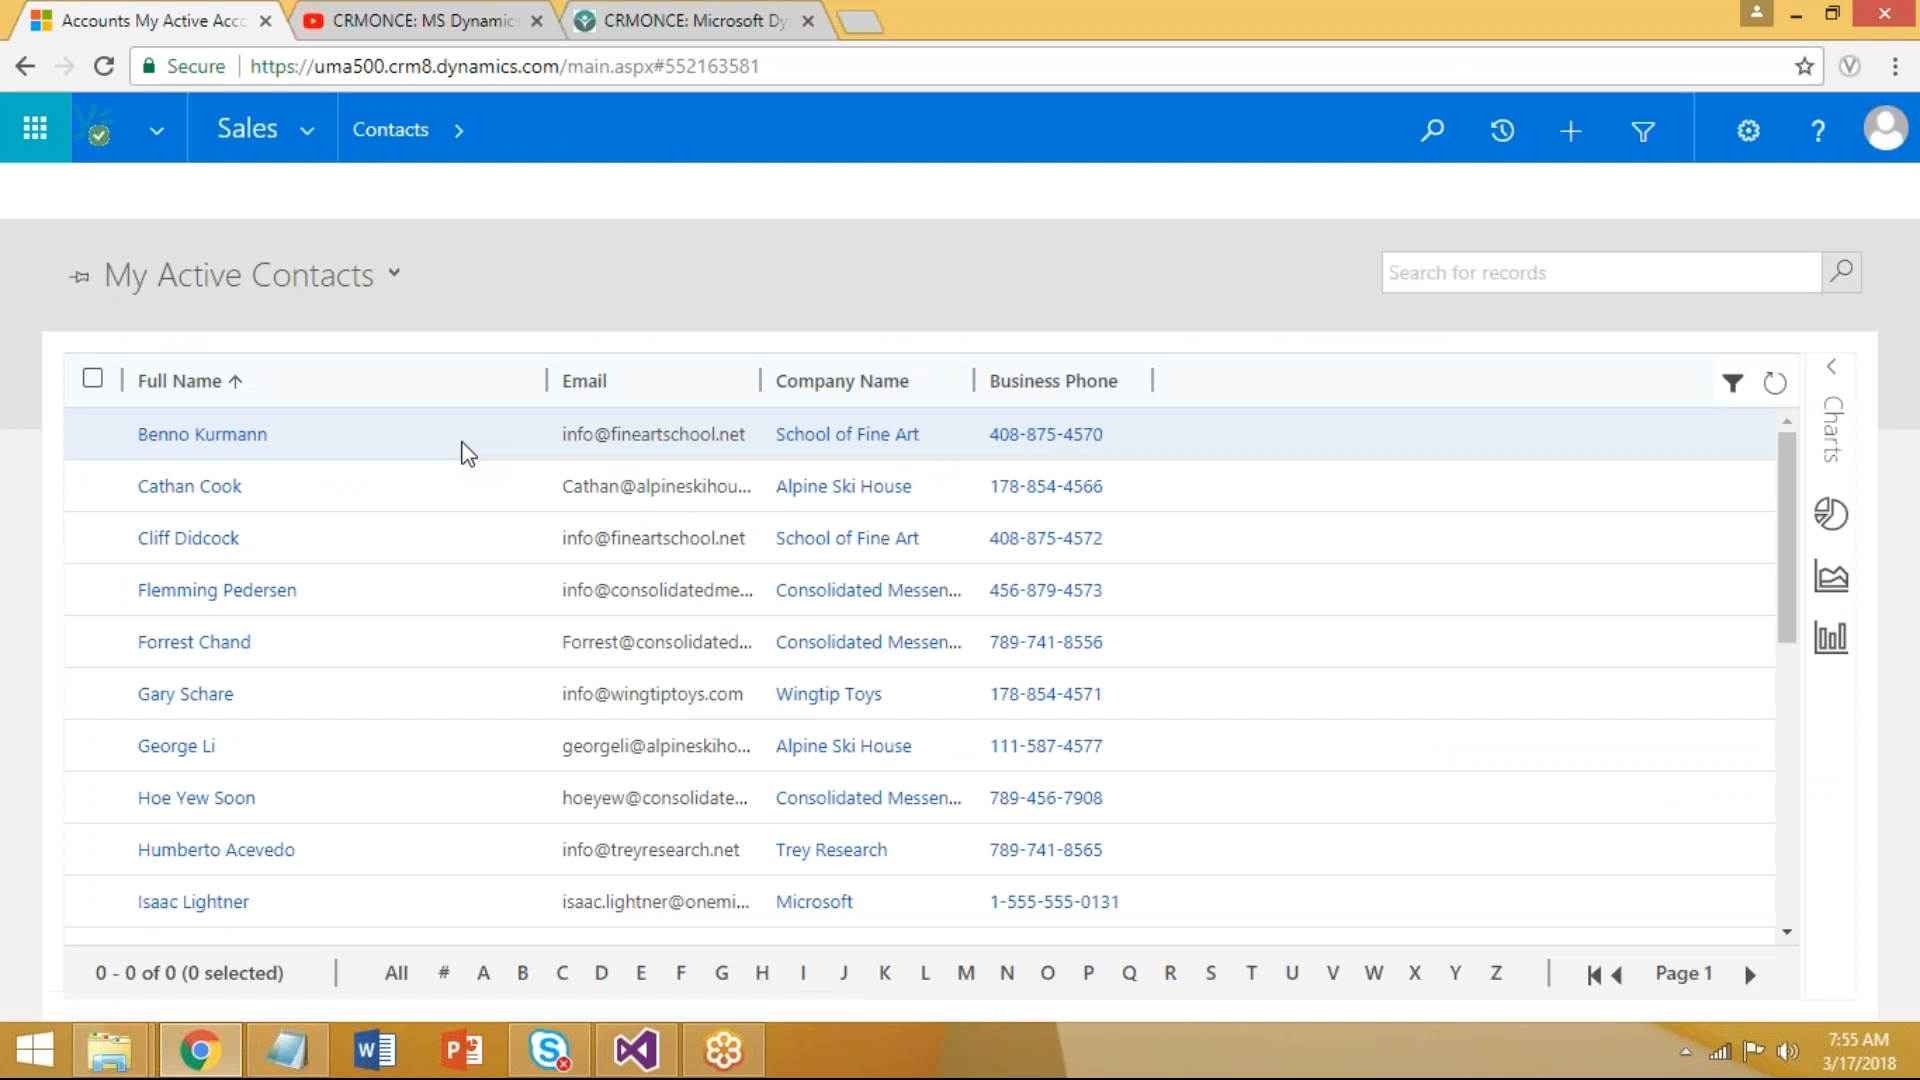 Accounts My Active Acc
CRMONCE: MS Dynamics
CRMONCE: Microsoft Dy
Secure
https://uma500.crm8.dynamics.com/main.aspx#552163581
Sales
Contacts
My Active Contacts
Search for records
Full Name Email Company Name Business Phone
Benno Kurmann info@fineartschool.net School of Fine Art 408-875-4570
Cathan Cook Cathan@alpineskihou... Alpine Ski House 178-854-4566
Cliff Didcock info@fineartschool.net School of Fine Art 408-875-4572
Flemming Pedersen info@consolidatedme... Consolidated Messen... 456-879-4573
Forrest Chand Forrest@consolidated... Consolidated Messen... 789-741-8556
Gary Schare info@wingtiptoys.com Wingtip Toys 178-854-4571
George Li georgeli@alpineskiho... Alpine Ski House 111-587-4577
Hoe Yew Soon hoeyew@consolidate... Consolidated Messen... 789-456-7908
Humberto Acevedo info@treyresearch.net Trey Research 789-741-8565
Isaac Lightner isaac.lightner@onemi... Microsoft 1-555-555-0131
Charts
0 - 0 of 0 (0 selected) All # A B C D E F G H I J K L M N O P Q R S T U V W X Y Z Page 1
7:55 AM
3/17/2018